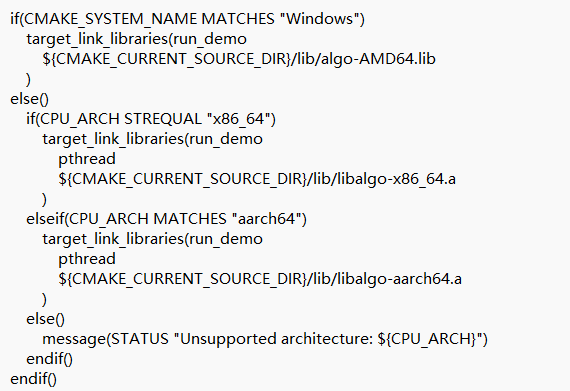 if(CMAKE_SYSTEM_NAME MATCHES "Windows")
target_link_libraries(run_demo
${CMAKE_CURRENT_SOURCE_DIR}/lib/algo-AMD64.lib
)
else()
if(CPU_ARCH STREQUAL "x86_64")
target_link_libraries(run_demo
pthread
${CMAKE_CURRENT_SOURCE_DIR}/lib/libalgo-x86_64.a
)
elseif(CPU_ARCH MATCHES "aarch64")
target_link_libraries(run_demo
pthread
${CMAKE_CURRENT_SOURCE_DIR}/lib/libalgo-aarch64.a
)
else()
message(STATUS "Unsupported architecture: ${CPU_ARCH}")
endif()
endif()